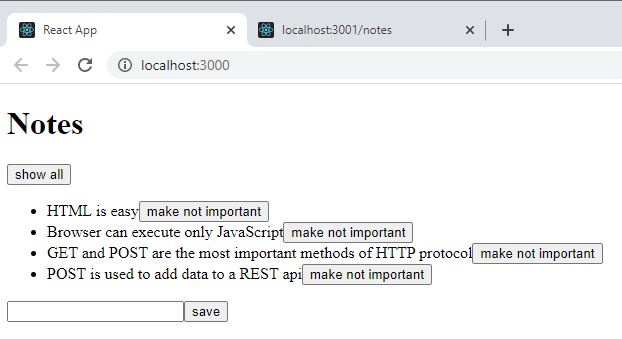 React App localhost:3001/notes
localhost:3000
Notes
show all
HTML is easy make not important
Browser can execute only JavaScript make not important
GET and POST are the most important methods of HTTP protocol make not important
POST is used to add data to a REST api make not important
save